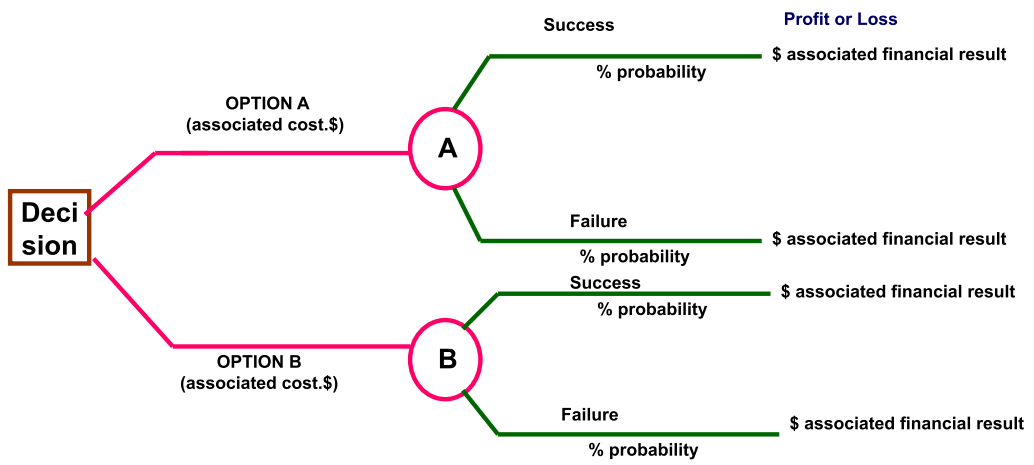 Success
Profit or Loss
$ associated financial result
% probability
OPTION A
(associated cost.$)
A
Failure
$ associated financial result
% probability
Deci
sion
Success
$ associated financial result
% probability
OPTION B
(associated cost.$)
B
Failure
$ associated financial result
% probability